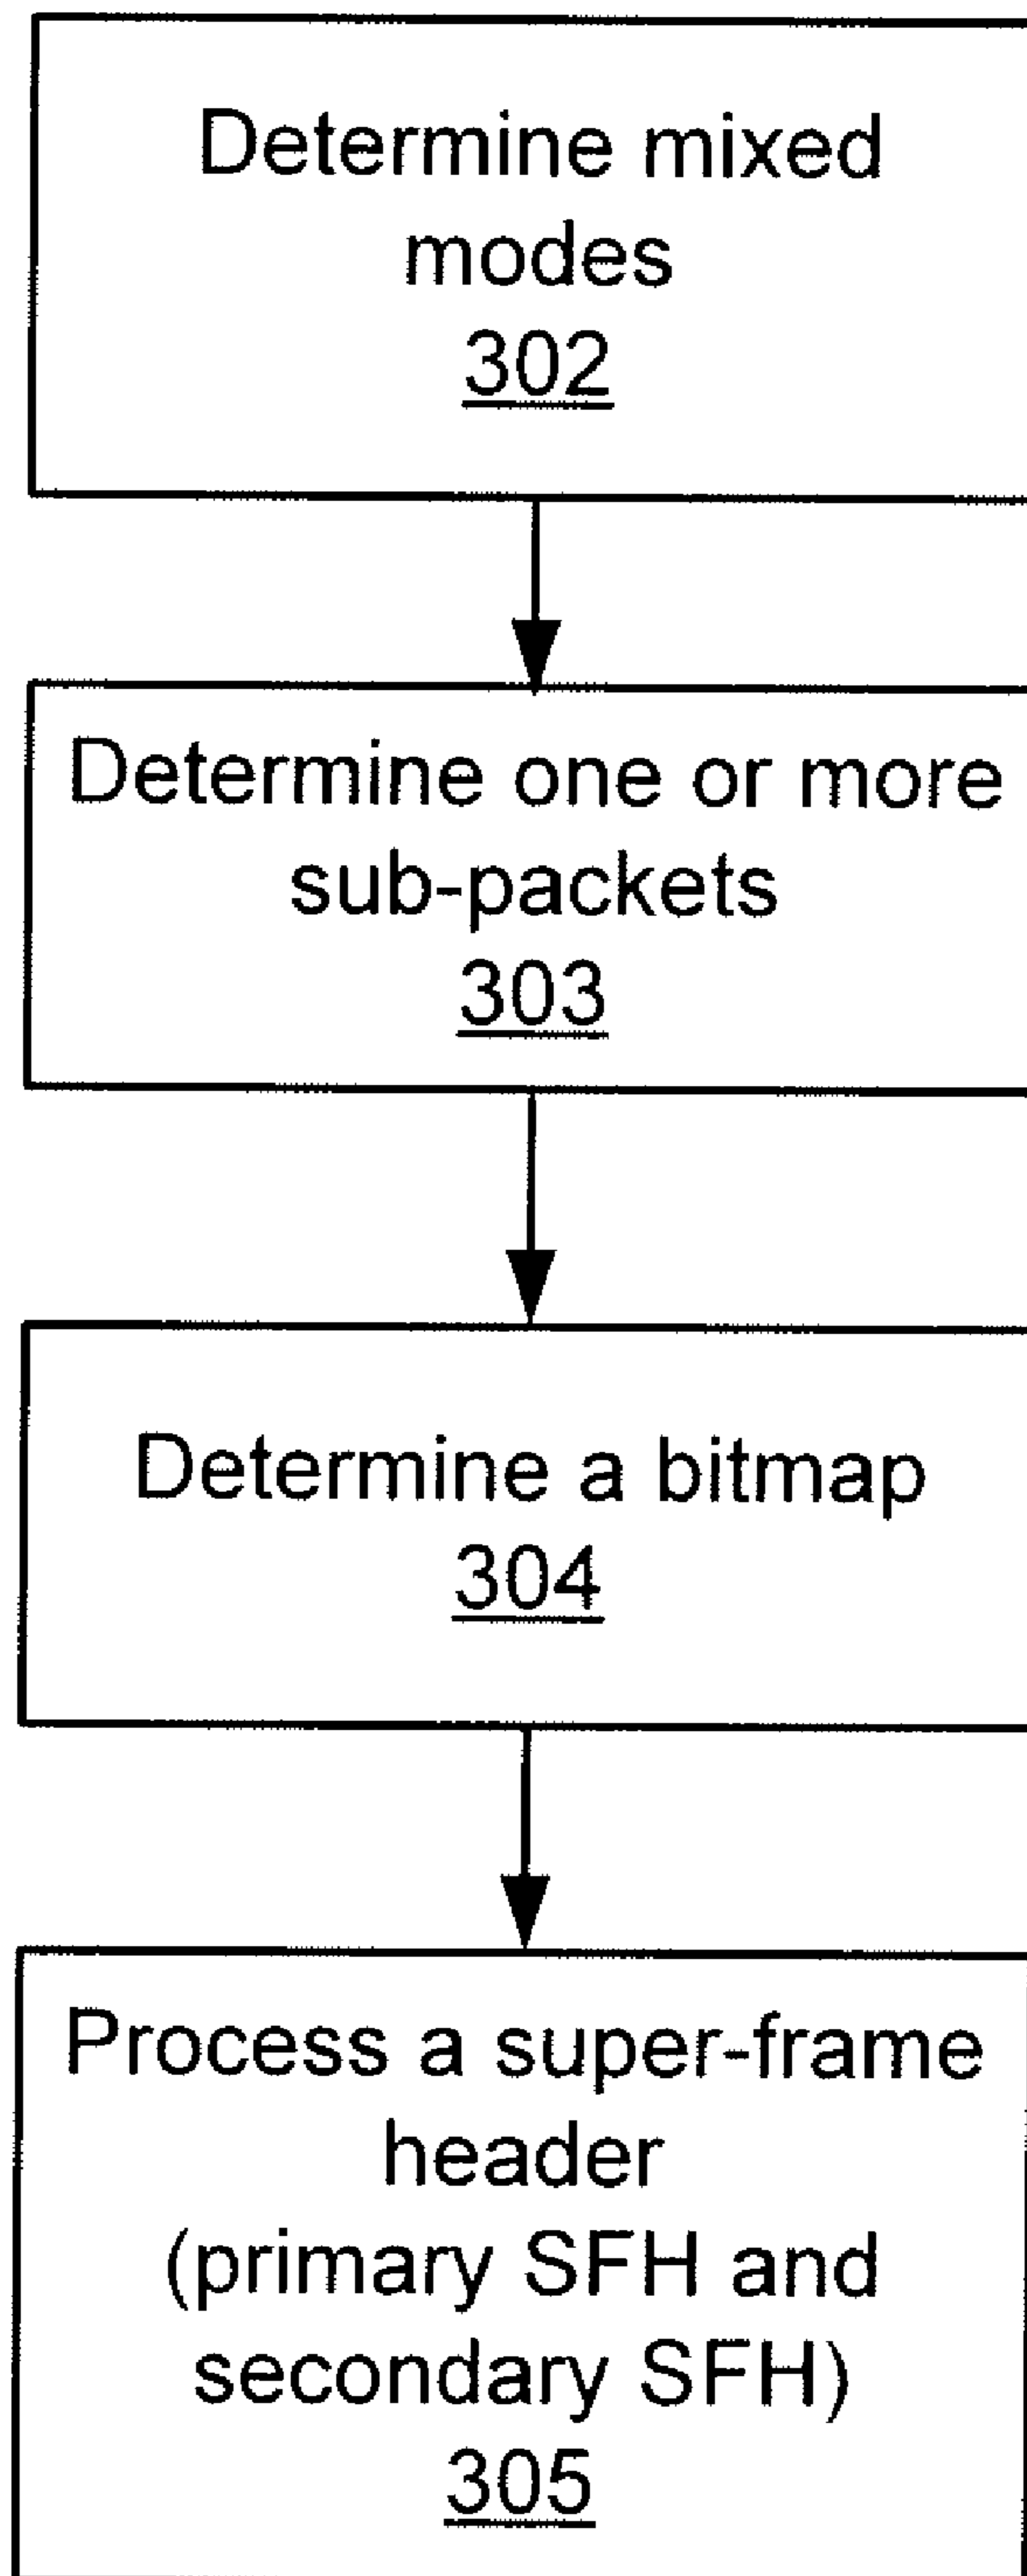 Determine mixed
modes
302
Determine one or more
sub-packets
303
Determine a bitmap
304
Process a super-frame
header
(primary SFH and
secondary SFH)
305